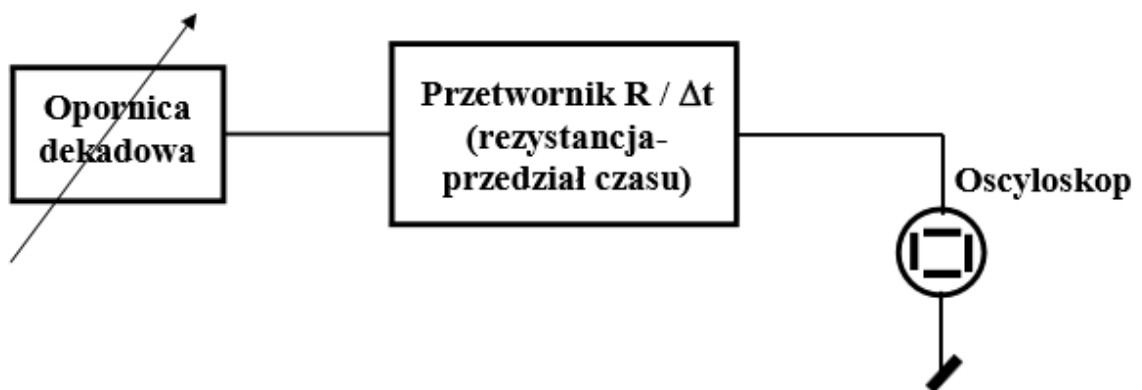 Opornica
dekadowa
Przetwornik R / Δt
(rezystancja-
przedział czasu)
Oscyloskop